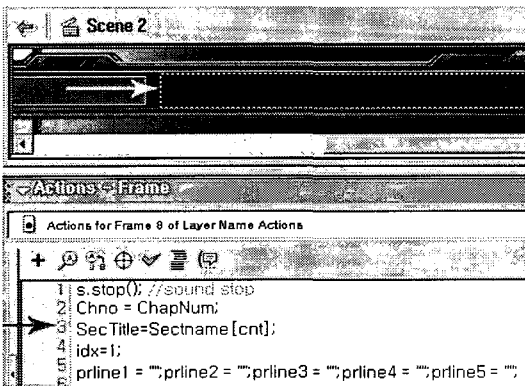 Scene 2
Actions - Frame
Actions for Frame 8 of Layer Name Actions
1 s.stop(); //sound stop
2 Chno = ChapNum;
3 SecTitle=Sectname[cnt];
4 idx=1;
5 prline1 = "";prline2 = "";prline3 = "";prline4 = "";prline5 = "";
6